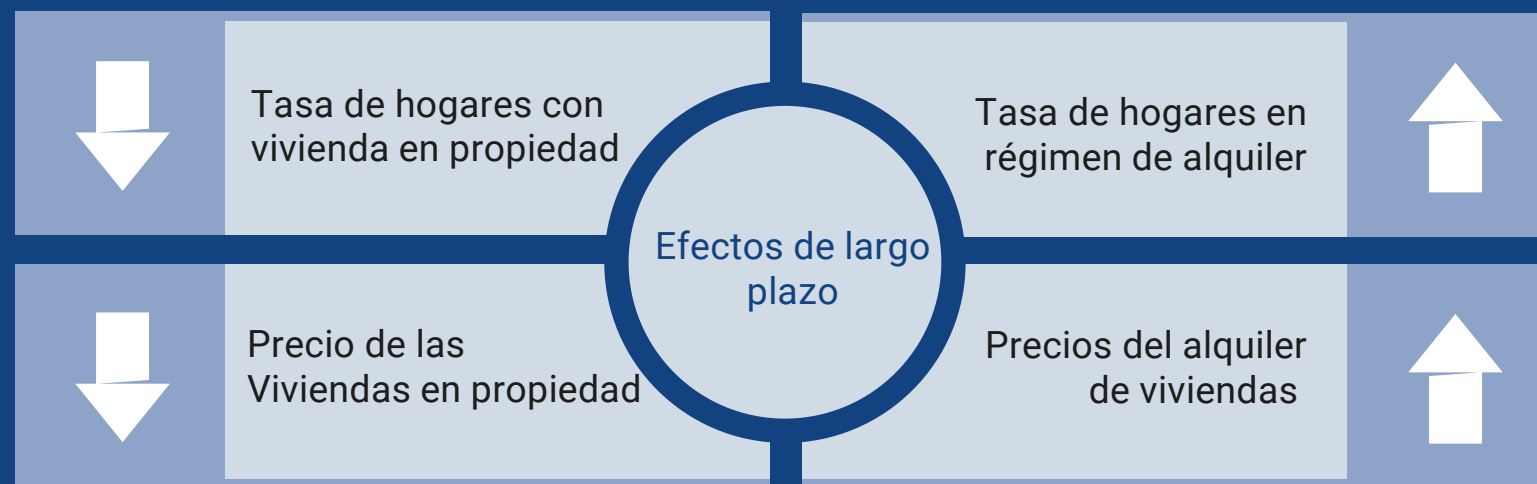 Tasa de hogares con
vivienda en propiedad
Tasa de hogares en
régimen de alquiler
Efectos de largo
plazo
Precio de las
Viviendas en propiedad
Precios del alquiler
de viviendas